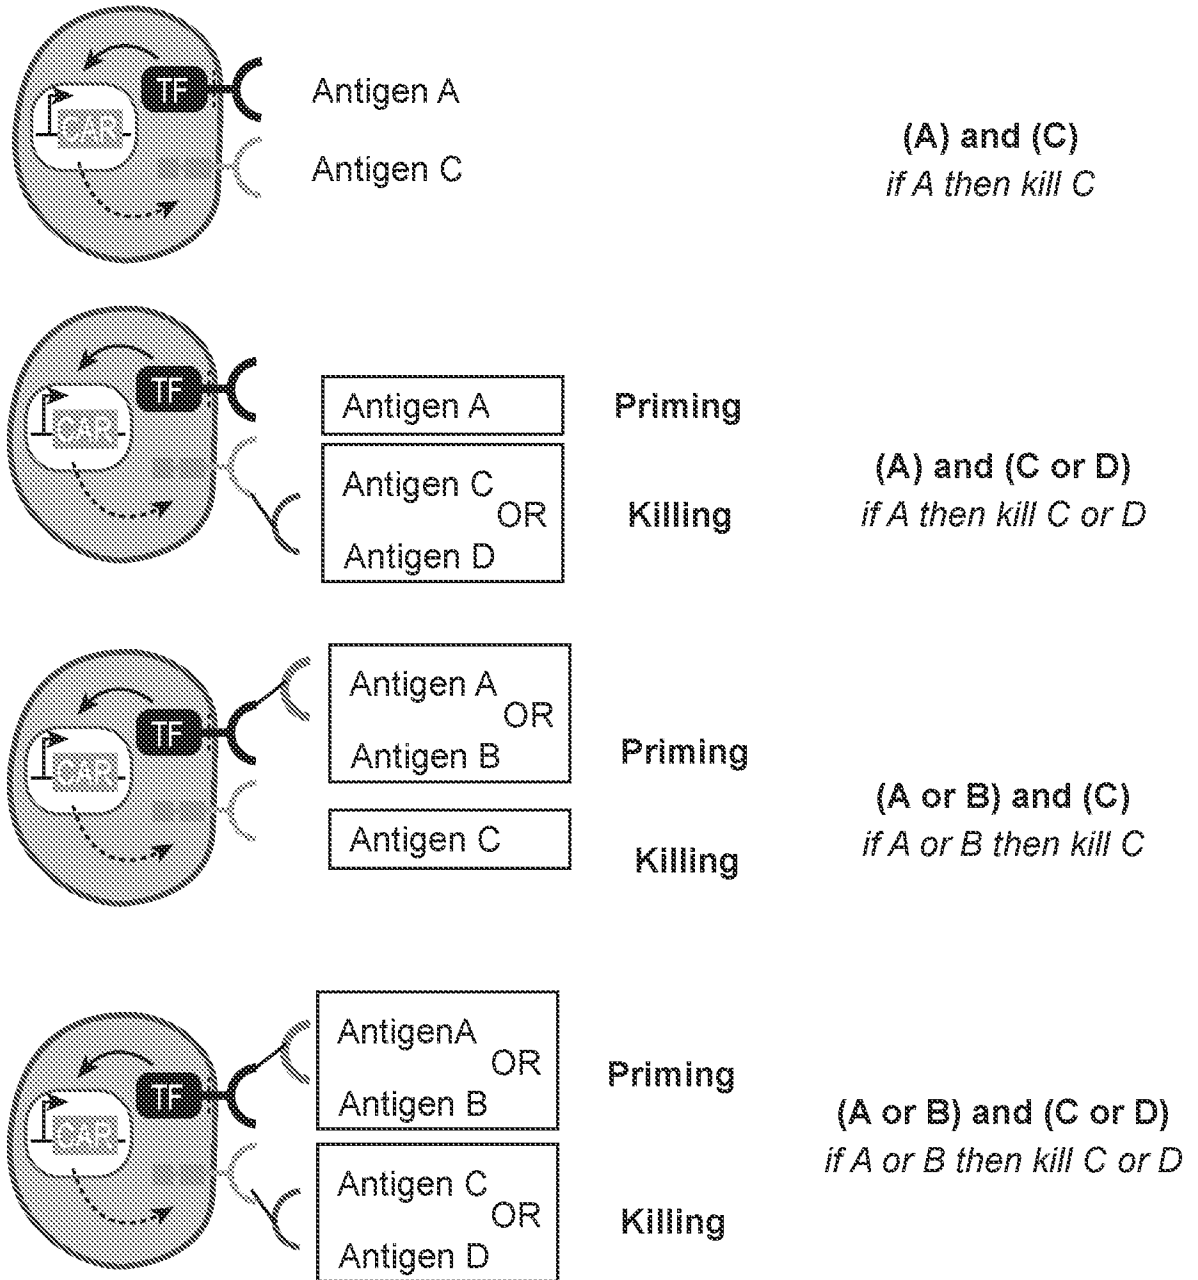 TF
CAR
Antigen A
Antigen C
(A) and (C)
if A then kill C
TF
CAR
Antigen A
Priming
Antigen C
OR
Antigen D
Killing
(A) and (C or D)
if A then kill C or D
TF
CAR
Antigen A
OR
Antigen B
Priming
Antigen C
Killing
(A or B) and (C)
if A or B then kill C
TF
CAR
AntigenA
OR
Antigen B
Priming
Antigen C
OR
Antigen D
Killing
(A or B) and (C or D)
if A or B then kill C or D